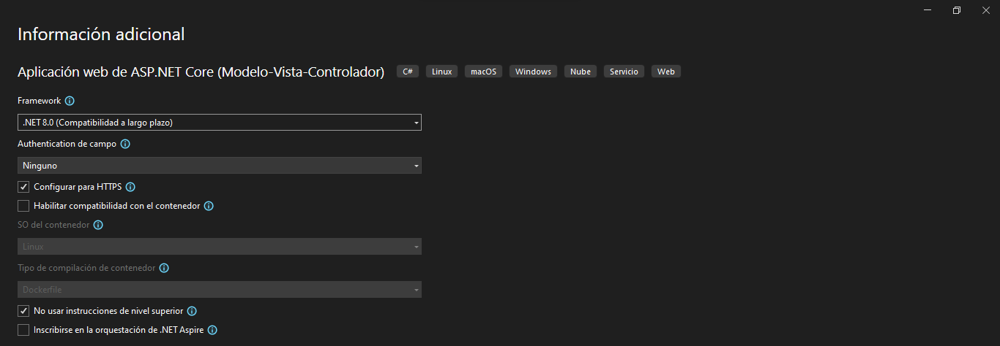 Información adicional
Aplicación web de ASP.NET Core (Modelo-Vista-Controlador) C# Linux macOS Windows Nube Servicio Web
Framework
.NET 8.0 (Compatibilidad a largo plazo)
Authentication de campo
Ninguno
Configurar para HTTPS
Habilitar compatibilidad con el contenedor
SO del contenedor
Linux
Tipo de compilación de contenedor
Dockerfile
No usar instrucciones de nivel superior
Inscribirse en la orquestación de .NET Aspire